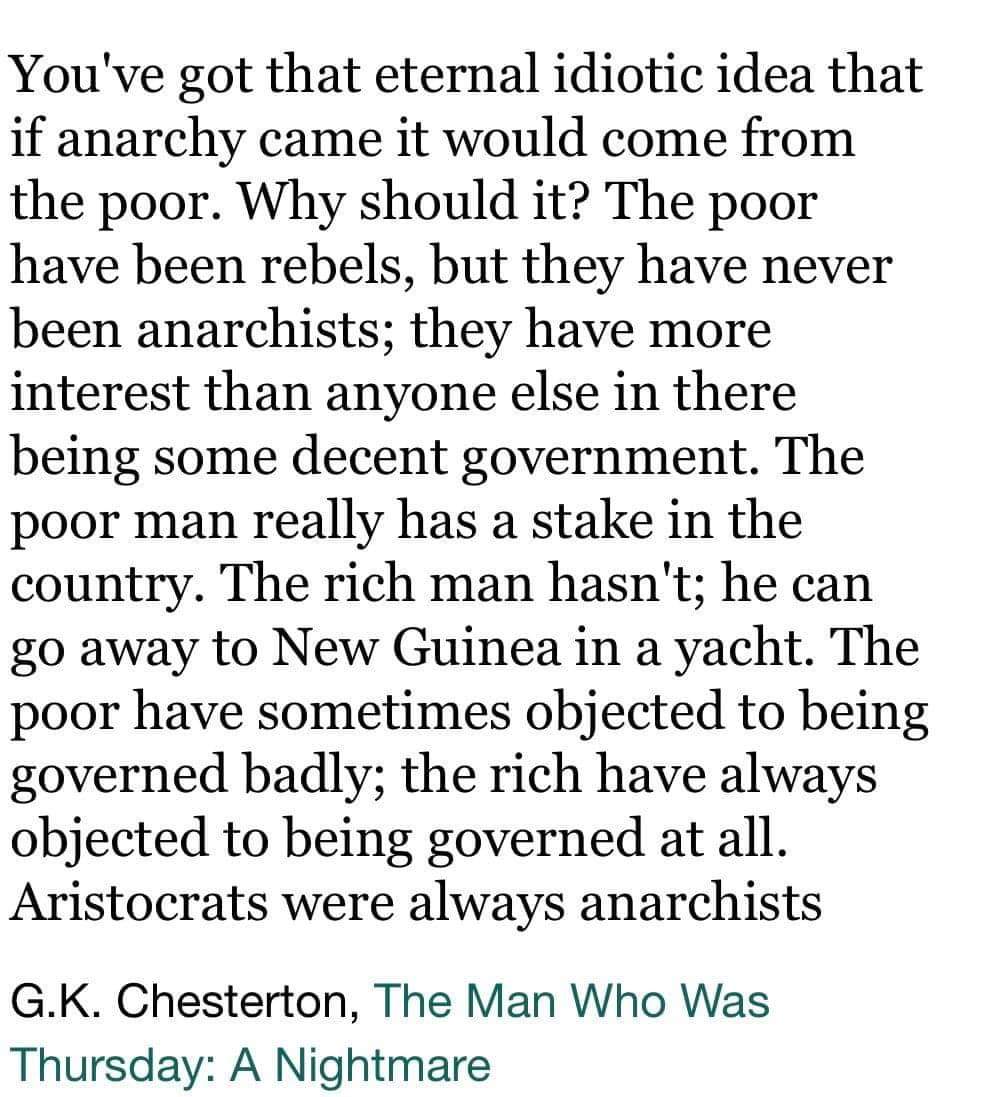 You've got that eternal idiotic idea that
if anarchy came it would come from
the poor. Why should it? The poor
have been rebels, but they have never
been anarchists; they have more
interest than anyone else in there
being some decent government. The
poor man really has a stake in the
country. The rich man hasn't; he can
go away to New Guinea in a yacht. The
poor have sometimes objected to being
governed badly; the rich have always
objected to being governed at all.
Aristocrats were always anarchists
G.K. Chesterton, The Man Who Was
Thursday: A Nightmare